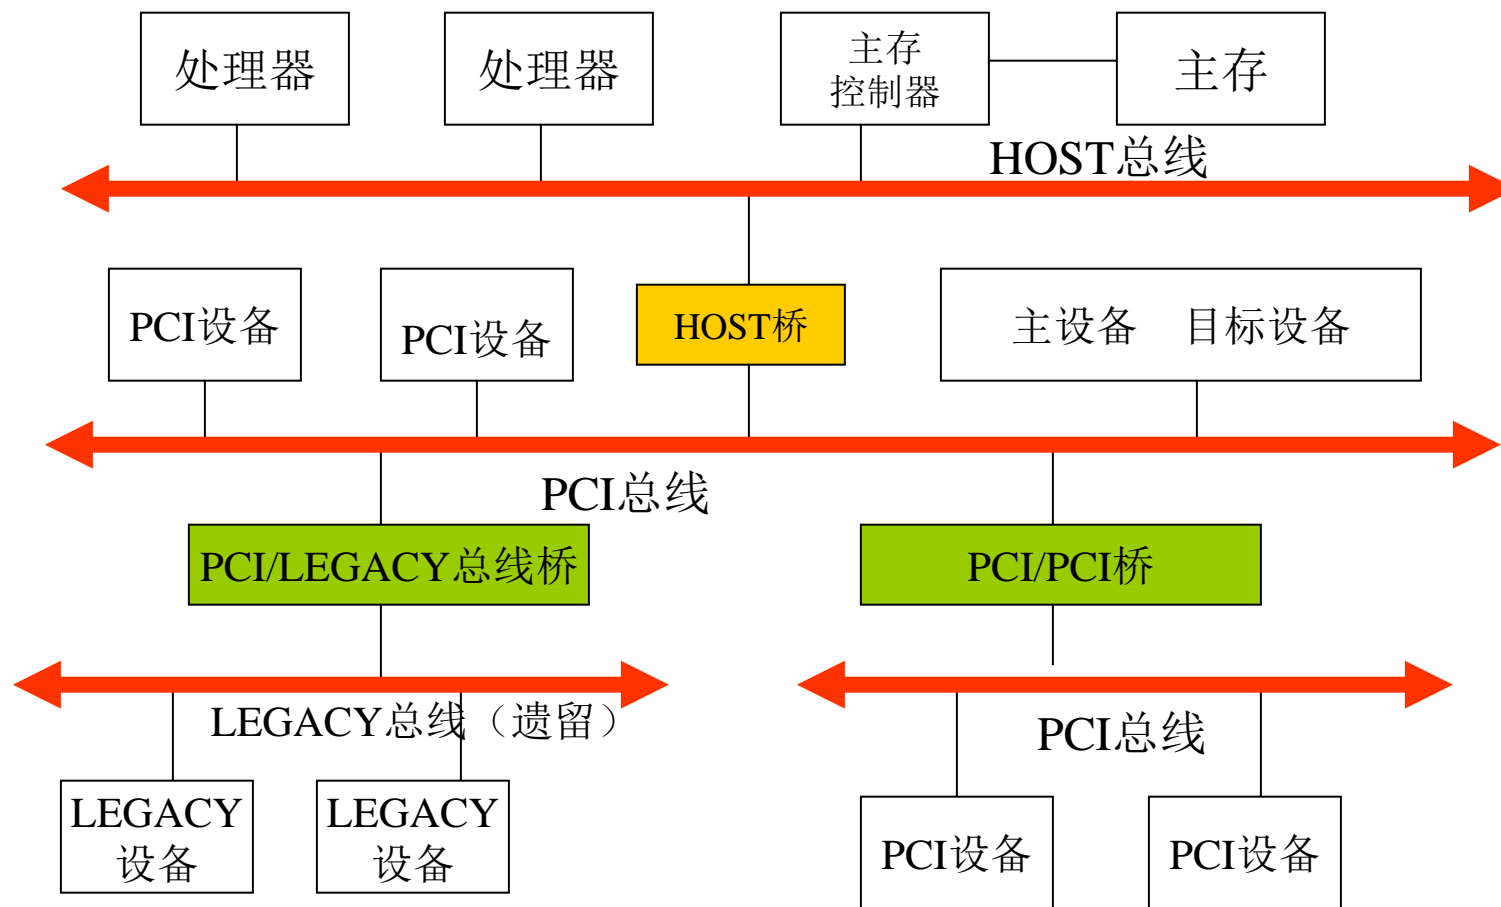 处理器
处理器
主存
控制器
主存
HOST总线
PCI设备
PCI设备
HOST桥
主设备 目标设备
PCI总线
PCI/LEGACY总线桥
PCI/PCI桥
LEGACY总线（遗留）
PCI总线
LEGACY
设备
LEGACY
设备
PCI设备
PCI设备